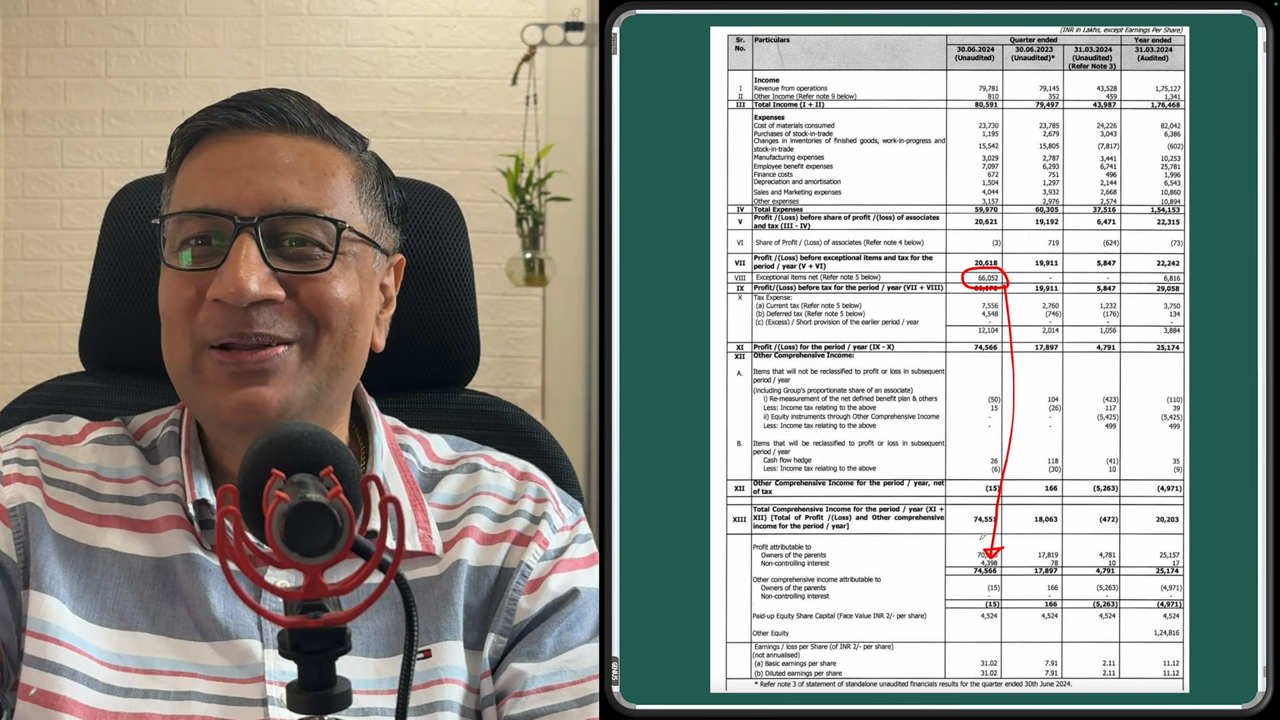 (INR in Lakhs, except Earnings Per Share)
Sr. No. Particulars Quarter ended Year ended
30.06.2024 30.06.2023 31.03.2024 31.03.2024
(Unaudited) (Unaudited)* (Unaudited) (Audited)
(Refer Note 3)
Income
I Revenue from operations 79,781 79,145 43,528 1,75,127
II Other Income (Refer note 9 below) 810 352 459 1,341
III Total Income (I + II) 80,591 79,497 43,987 1,76,468
Expenses
Cost of materials consumed 23,730 23,785 24,226 82,042
Purchases of stock-in-trade 1,195 2,679 3,043 6,386
Changes in inventories of finished goods, work-in-progress and
stock-in-trade 15,542 15,805 (7,817) (602)
Manufacturing expenses 3,029 2,787 3,441 10,253
Employee benefit expenses 7,097 6,293 6,741 25,781
Finance costs 672 751 496 1,996
Depreciation and amortisation 1,504 1,297 2,144 6,543
Sales and Marketing expenses 4,044 3,932 2,668 10,860
Other expenses 3,157 2,976 2,574 10,894
IV Total Expenses 59,970 60,305 37,516 1,54,153
V Profit /(Loss) before share of profit /(loss) of associates
and tax (III - IV) 20,621 19,192 6,471 22,315
VI Share of Profit / (Loss) of associates (Refer note 4 below) (3) 719 (624) (73)
VII Profit /(Loss) before exceptional items and tax for the
period / year (V + VI) 20,618 19,911 5,847 22,242
VIII Exceptional items net (Refer note 5 below) 66,052 - - 6,816
IX Profit/(Loss) before tax for the period / year (VII + VIII) 19,911 5,847 29,058
X Tax Expense:
(a) Current tax (Refer note 5 below) 7,556 2,760 1,232 3,750
(b) Deferred tax (Refer note 5 below) 4,548 (746) (176) 134
(c) (Excess) / Short provision of the earlier period / year - - - -
12,104 2,014 1,056 3,884
XI Profit /(Loss) for the period / year (IX - X) 74,566 17,897 4,791 25,174
XII Other Comprehensive Income:
A. Items that will not be reclassified to profit or loss in subsequent
period / year
(including Group's proportionate share of an associate)
i) Re-measurement of the net defined benefit plan & others (50) 104 (423) (110)
Less: Income tax relating to the above 15 (26) 117 39
ii) Equity instruments through Other Comprehensive Income - - (5,425) (5,425)
Less: Income tax relating to the above - - 499 499
B. Items that will be reclassified to profit or loss in subsequent
period / year
Cash flow hedge 26 118 (41) 35
Less: Income tax relating to the above (6) (30) 10 (9)
XII Other Comprehensive Income for the period / year, net
of tax (15) 166 (5,263) (4,971)
XIII Total Comprehensive Income for the period / year (XI +
XII) [Total of Profit /(Loss) and Other comprehensive
income for the period / year] 74,551 18,063 (472) 20,203
Profit attributable to
Owners of the parents 17,819 4,781 25,157
Non-controlling interest 4,398 78 10 17
74,566 17,897 4,791 25,174
Other comprehensive income attributable to
Owners of the parents (15) 166 (5,263) (4,971)
Non-controlling interest - - - -
(15) 166 (5,263) (4,971)
Paid-up Equity Share Capital (Face Value INR 2/- per share) 4,524 4,524 4,524 4,524
Other Equity 1,24,816
Earnings / loss Per Share (of INR 2/- per share)
(not annualised)
(a) Basic earnings per share 31.02 7.91 2.11 11.12
(b) Diluted earnings per share 31.02 7.91 2.11 11.12
* Refer note 3 of statement of standalone unaudited financials results for the quarter ended 30th June 2024.